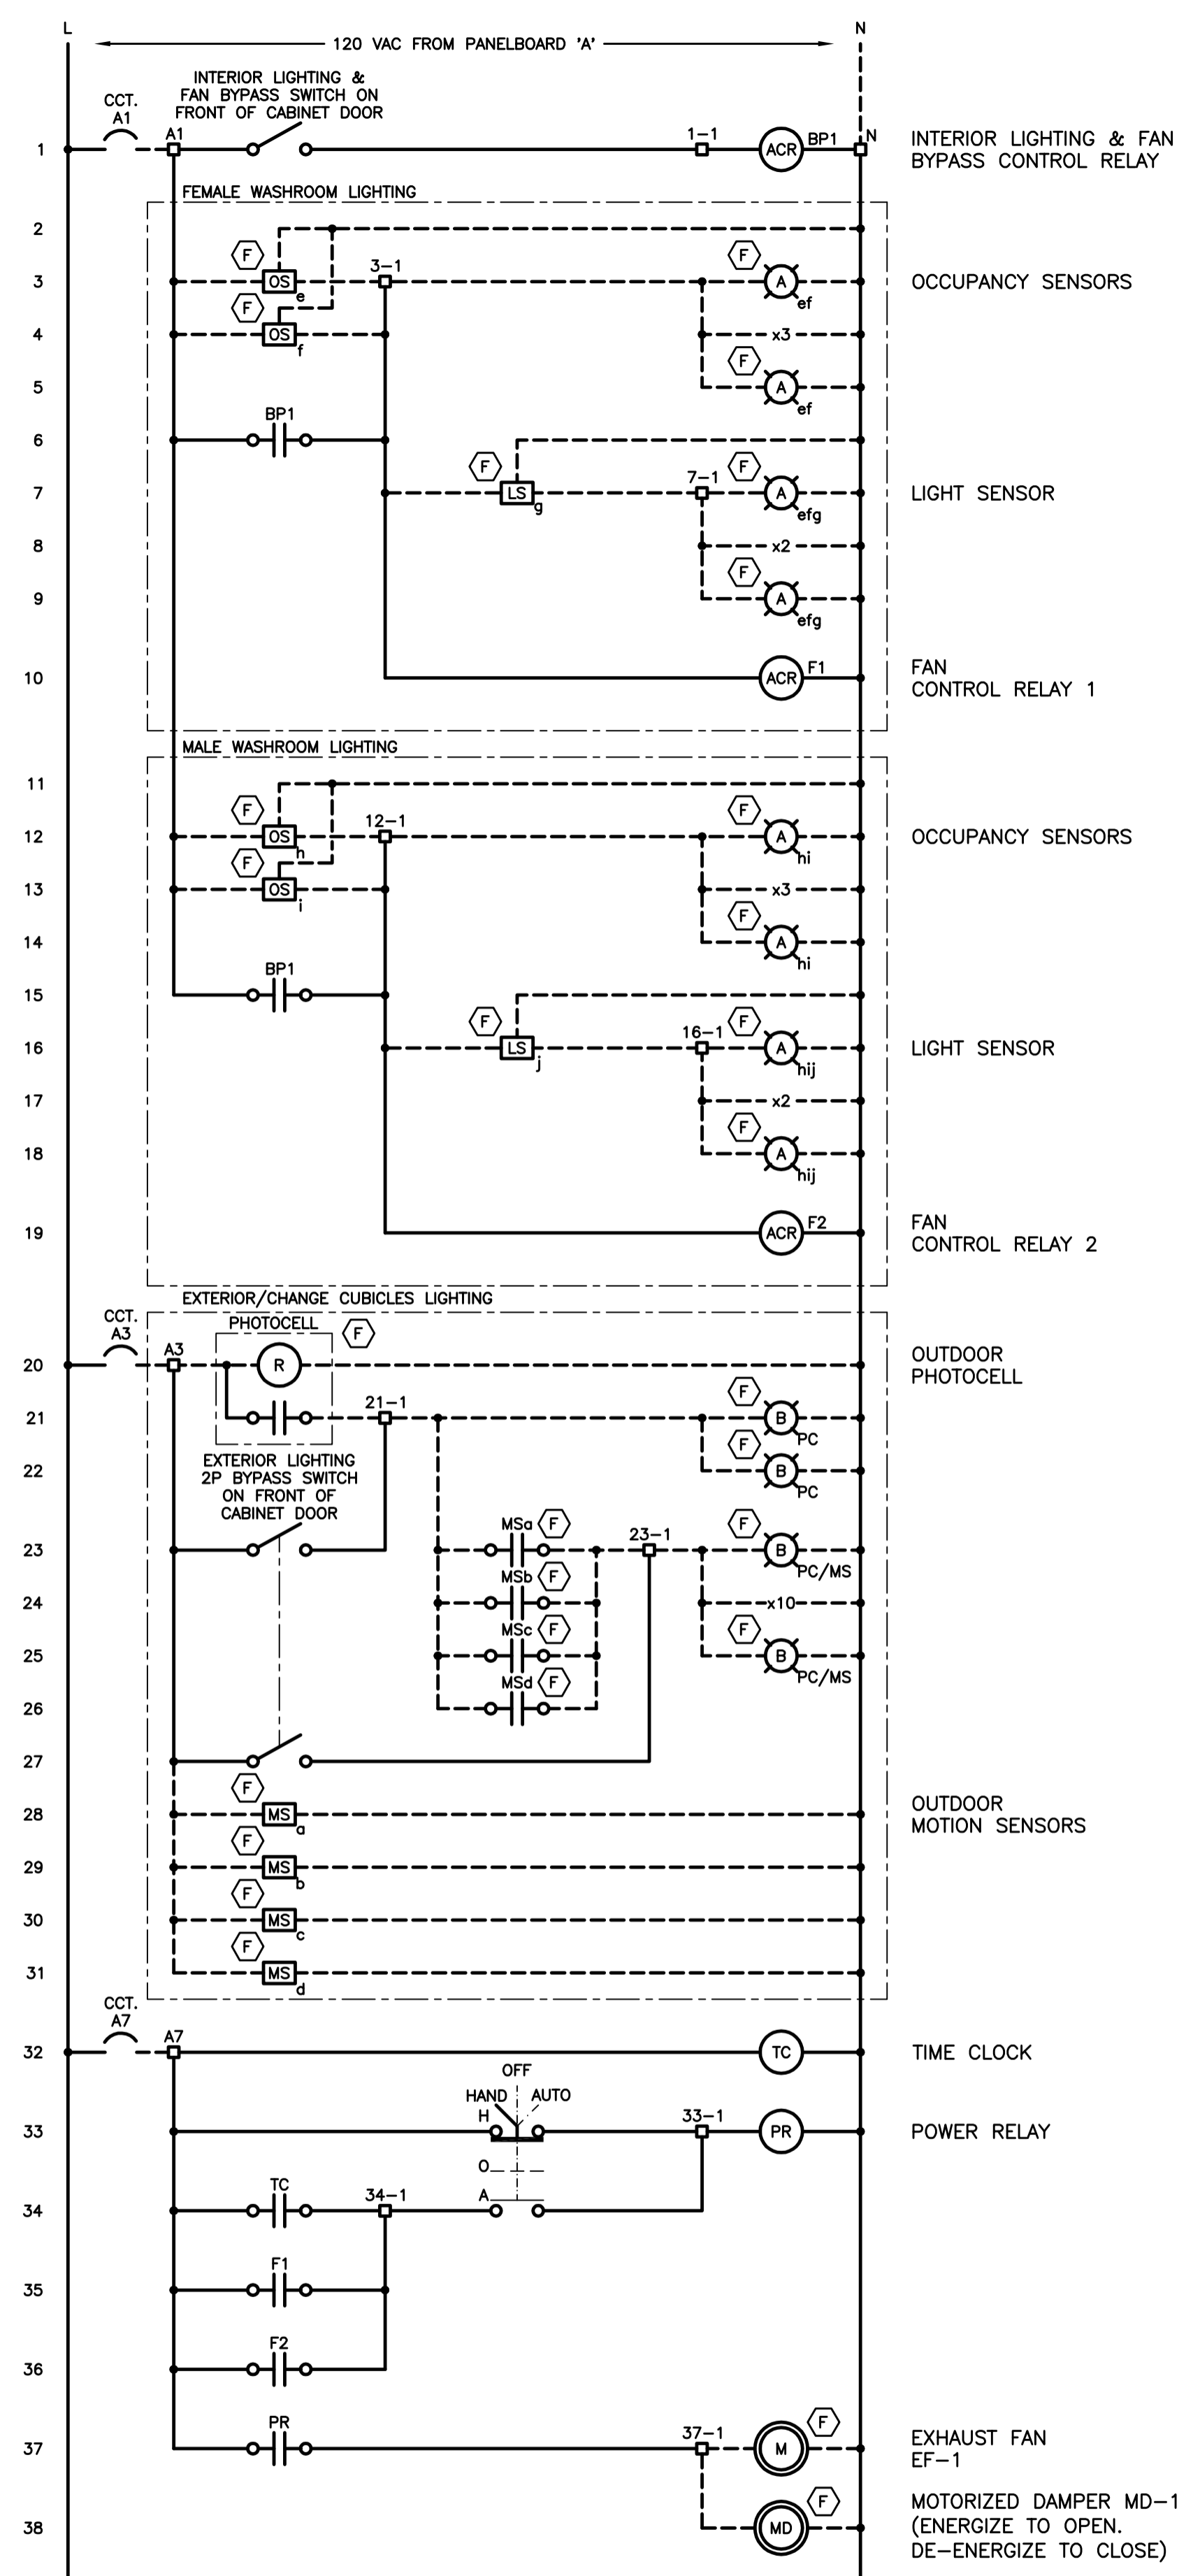 L
N
120 VAC FROM PANELBOARD 'A'
INTERIOR LIGHTING &
FAN BYPASS SWITCH ON
FRONT OF CABINET DOOR
CCT.
A1
1
A1
1-1
ACR
BP1
N
INTERIOR LIGHTING & FAN
BYPASS CONTROL RELAY
FEMALE WASHROOM LIGHTING
2
F
F
3
OS
e
3-1
A
ef
OCCUPANCY SENSORS
F
4
OS
f
x3
F
5
A
ef
BP1
6
F
F
7
LS
g
7-1
A
efg
LIGHT SENSOR
8
x2
F
9
A
efg
10
ACR
F1
FAN
CONTROL RELAY 1
MALE WASHROOM LIGHTING
11
F
F
12
OS
h
12-1
A
hi
OCCUPANCY SENSORS
F
13
OS
i
x3
F
14
A
hi
BP1
15
F
F
16
LS
j
16-1
A
hij
LIGHT SENSOR
17
x2
F
18
A
hij
19
ACR
F2
FAN
CONTROL RELAY 2
EXTERIOR/CHANGE CUBICLES LIGHTING
CCT.
A3
PHOTOCELL
F
20
A3
R
OUTDOOR
PHOTOCELL
F
21
21-1
B
PC
F
22
B
PC
EXTERIOR LIGHTING
2P BYPASS SWITCH
ON FRONT OF
CABINET DOOR
MSa
F
F
23
23-1
B
PC/MS
MSb
F
24
x10
MSc
F
F
25
B
PC/MS
MSd
F
26
27
F
28
MS
a
OUTDOOR
MOTION SENSORS
F
29
MS
b
F
30
MS
c
F
31
MS
d
CCT.
A7
32
A7
TC
TIME CLOCK
OFF
HAND
AUTO
33
H
33-1
PR
POWER RELAY
O
34
TC
34-1
A
35
F1
36
F2
37
PR
37-1
M
F
EXHAUST FAN
EF-1
38
MD
F
MOTORIZED DAMPER MD-1
(ENERGIZE TO OPEN.
DE-ENERGIZE TO CLOSE)